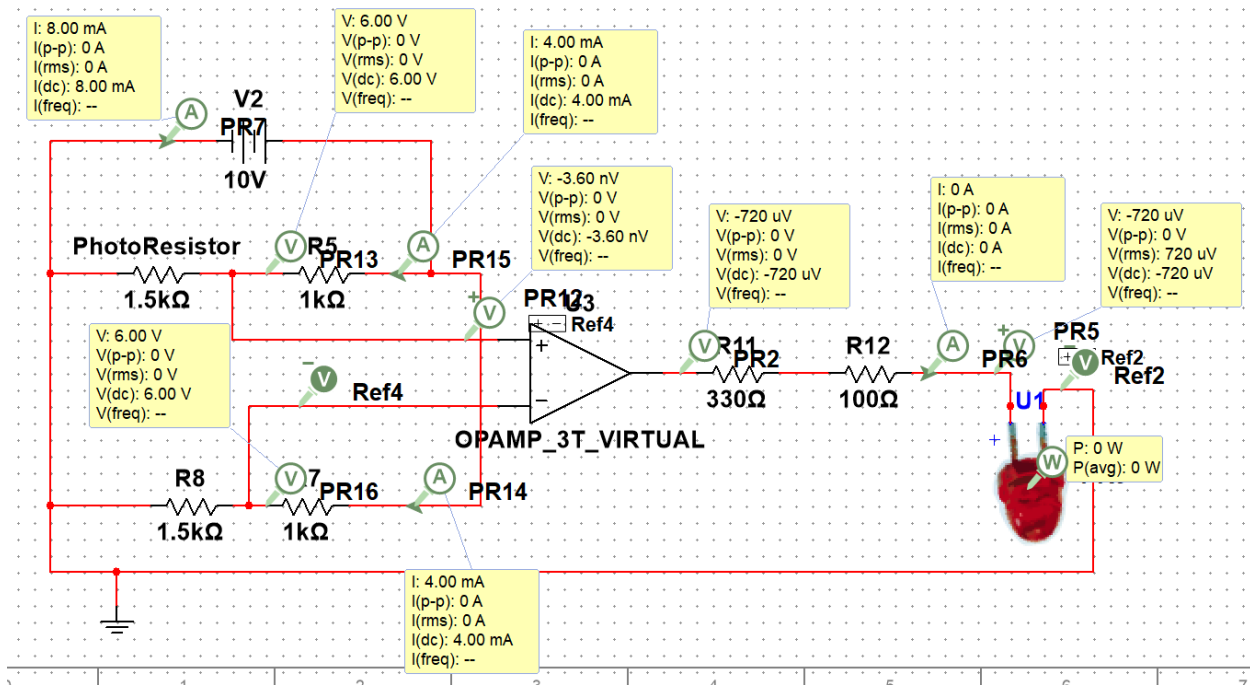 I: 8.00 mA
I(p-p): 0 A
I(rms): 0 A
I(dc): 8.00 mA
I(freq): --
V: 6.00 V
V(p-p): 0 V
V(rms): 0 V
V(dc): 6.00 V
V(freq): --
I: 4.00 mA
I(p-p): 0 A
I(rms): 0 A
I(dc): 4.00 mA
I(freq): --
A
V2
PR7
10V
V: -3.60 nV
V(p-p): 0 V
V(rms): 0 V
V(dc): -3.60 nV
V(freq): --
V: -720 uV
V(p-p): 0 V
V(rms): 0 V
V(dc): -720 uV
V(freq): --
I: 0 A
I(p-p): 0 A
I(rms): 0 A
I(dc): 0 A
I(freq): --
V: -720 uV
V(p-p): 0 V
V(rms): 720 uV
V(dc): -720 uV
V(freq): --
PhotoResistor
1.5kΩ
V
R5
PR13
1kΩ
A
PR15
+
V
PR12
U3
+ -
Ref4
+
−
OPAMP_3T_VIRTUAL
−
V
Ref4
V
R11
PR2
330Ω
R12
100Ω
A
PR6
+
V
PR5
+
−
V
Ref2
Ref2
U1
+
W
P: 0 W
P(avg): 0 W
V: 6.00 V
V(p-p): 0 V
V(rms): 0 V
V(dc): 6.00 V
V(freq): --
R8
1.5kΩ
V
7
PR16
1kΩ
A
PR14
I: 4.00 mA
I(p-p): 0 A
I(rms): 0 A
I(dc): 4.00 mA
I(freq): --